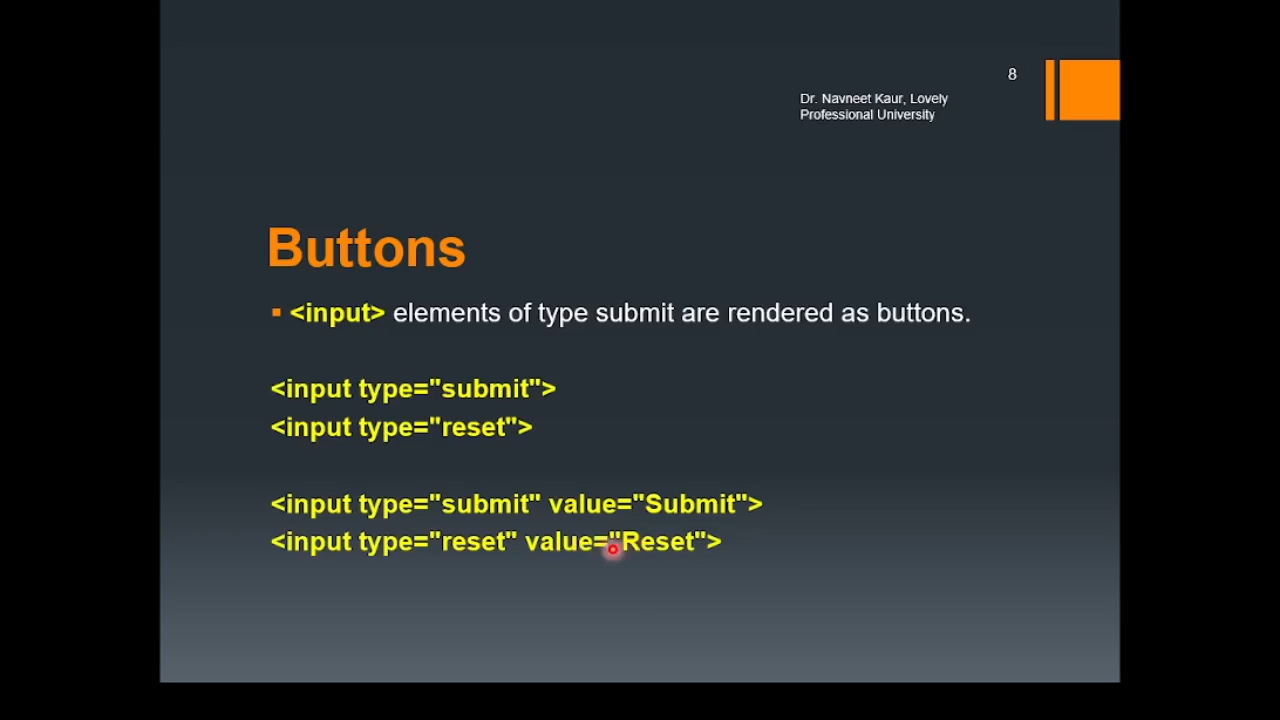 8
Dr. Navneet Kaur, Lovely
Professional University
Buttons
<input> elements of type submit are rendered as buttons.
<input type="submit">
<input type="reset">
<input type="submit" value="Submit">
<input type="reset" value="Reset">